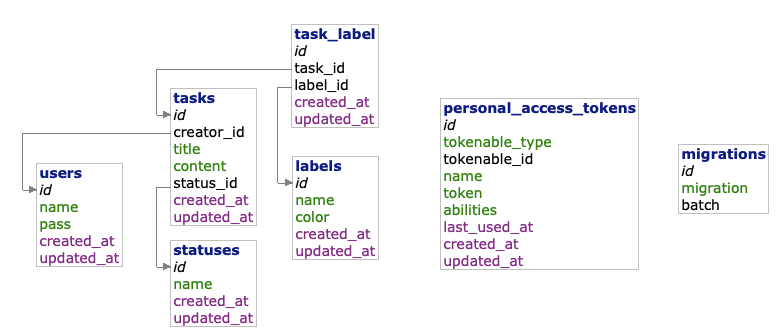 task_label
id
task_id
label_id
created_at
updated_at
tasks
id
creator_id
title
content
status_id
created_at
updated_at
users
id
name
pass
created_at
updated_at
statuses
id
name
created_at
updated_at
labels
id
name
color
created_at
updated_at
personal_access_tokens
id
tokenable_type
tokenable_id
name
token
abilities
last_used_at
created_at
updated_at
migrations
id
migration
batch